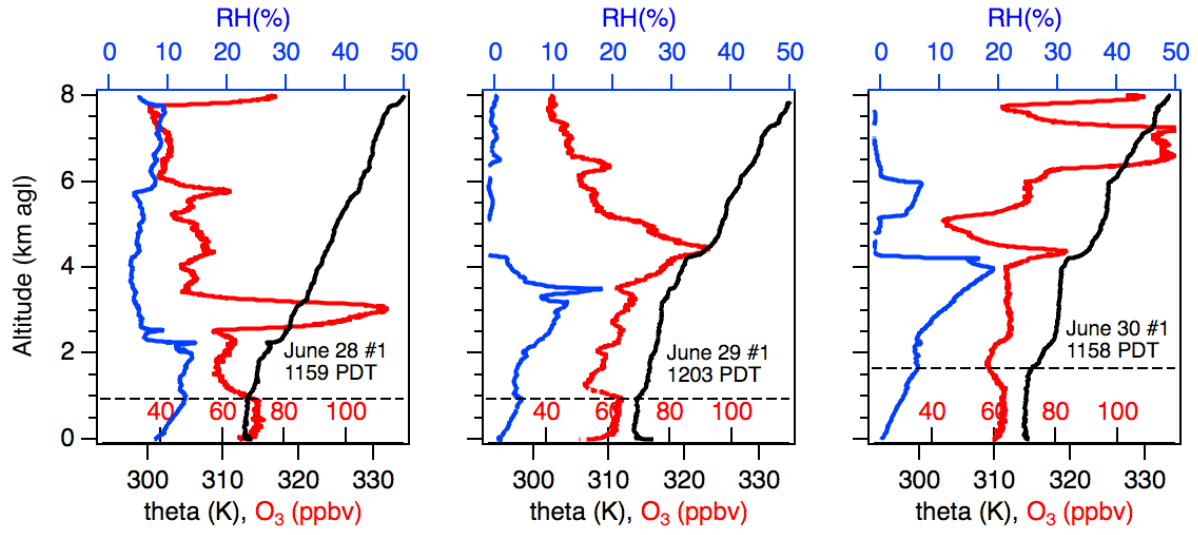 RH(%)
0 10 20 30 40 50
RH(%)
0 10 20 30 40 50
RH(%)
0 10 20 30 40 50
Altitude (km agl)
8
6
4
2
0
June 28 #1
1159 PDT
40 60 80 100
June 29 #1
1203 PDT
40 60 80 100
June 30 #1
1158 PDT
40 60 80 100
300 310 320 330
theta (K), O₃ (ppbv)
300 310 320 330
theta (K), O₃ (ppbv)
300 310 320 330
theta (K), O₃ (ppbv)